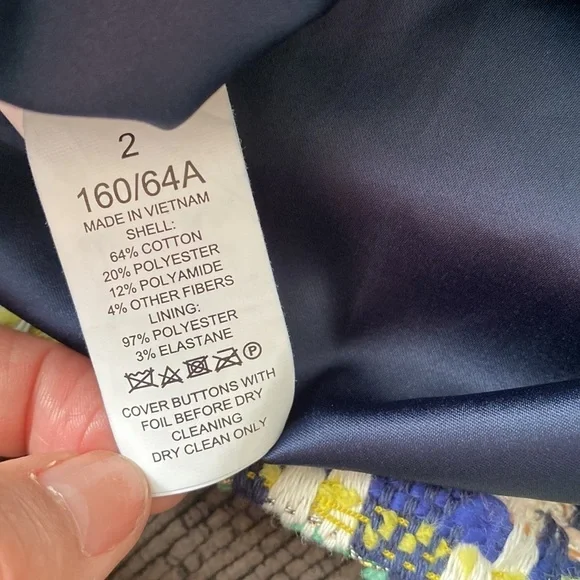 2
160/64A
MADE IN VIETNAM
SHELL:
64% COTTON
20% POLYESTER
12% POLYAMIDE
4% OTHER FIBERS
LINING:
97% POLYESTER
3% ELASTANE
P
COVER BUTTONS WITH
FOIL BEFORE DRY
CLEANING
DRY CLEAN ONLY